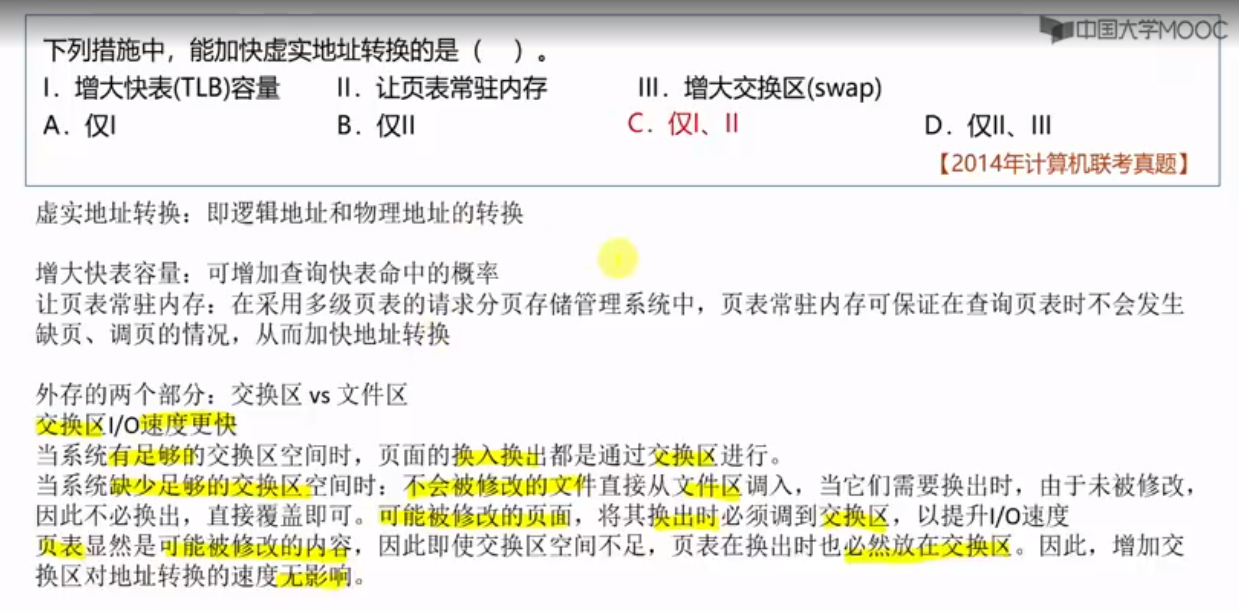 中国大学MOOC
下列措施中，能加快虚实地址转换的是（ ）。
I．增大快表(TLB)容量 II．让页表常驻内存 III．增大交换区(swap)
A．仅I B．仅II C．仅I、II D．仅II、III
【2014年计算机联考真题】
虚实地址转换：即逻辑地址和物理地址的转换
增大快表容量：可增加查询快表命中的概率
让页表常驻内存：在采用多级页表的请求分页存储管理系统中，页表常驻内存可保证在查询页表时不会发生
缺页、调页的情况，从而加快地址转换
外存的两个部分：交换区 vs 文件区
交换区I/O速度更快
当系统有足够的交换区空间时，页面的换入换出都是通过交换区进行。
当系统缺少足够的交换区空间时：不会被修改的文件直接从文件区调入，当它们需要换出时，由于未被修改，
因此不必换出，直接覆盖即可。可能被修改的页面，将其换出时必须调到交换区，以提升I/O速度
页表显然是可能被修改的内容，因此即使交换区空间不足，页表在换出时也必然放在交换区。因此，增加交
换区对地址转换的速度无影响。